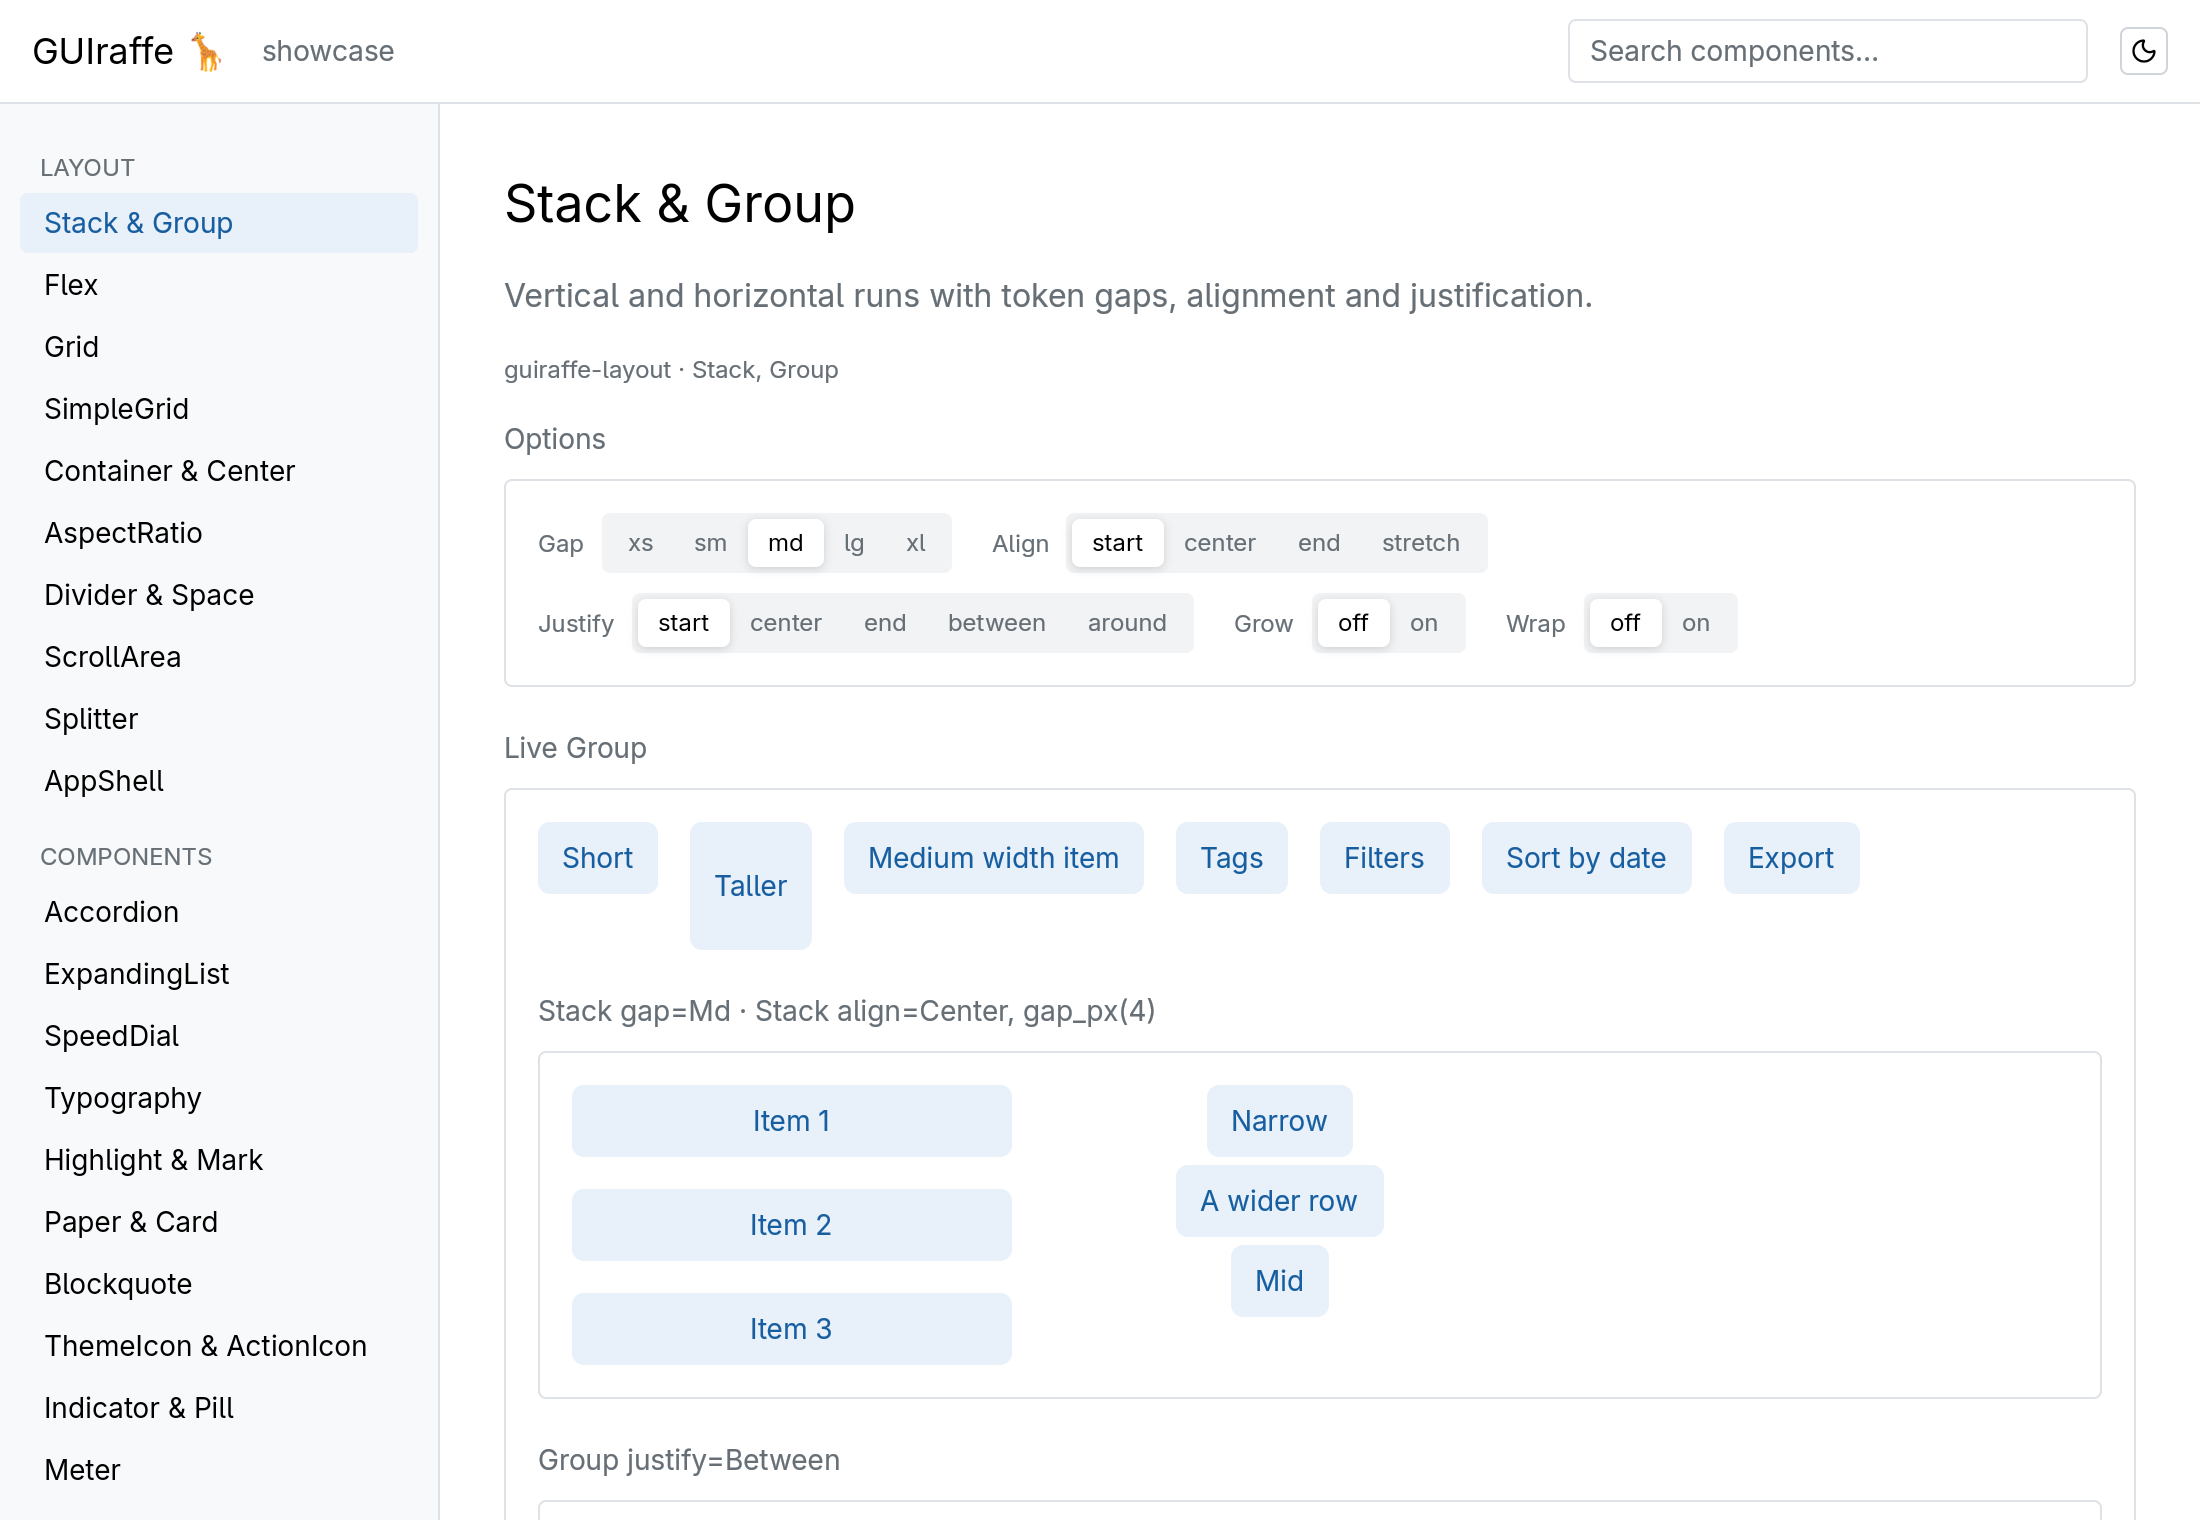 GUIraffe 🦒 showcase Search components...
LAYOUT
Stack & Group
Flex
Grid
SimpleGrid
Container & Center
AspectRatio
Divider & Space
ScrollArea
Splitter
AppShell
COMPONENTS
Accordion
ExpandingList
SpeedDial
Typography
Highlight & Mark
Paper & Card
Blockquote
ThemeIcon & ActionIcon
Indicator & Pill
Meter
Stack & Group
Vertical and horizontal runs with token gaps, alignment and justification.
guiraffe-layout · Stack, Group
Options
Gap xs sm md lg xl Align start center end stretch
Justify start center end between around Grow off on Wrap off on
Live Group
Short Taller Medium width item Tags Filters Sort by date Export
Stack gap=Md · Stack align=Center, gap_px(4)
Item 1
Item 2
Item 3
Narrow
A wider row
Mid
Group justify=Between